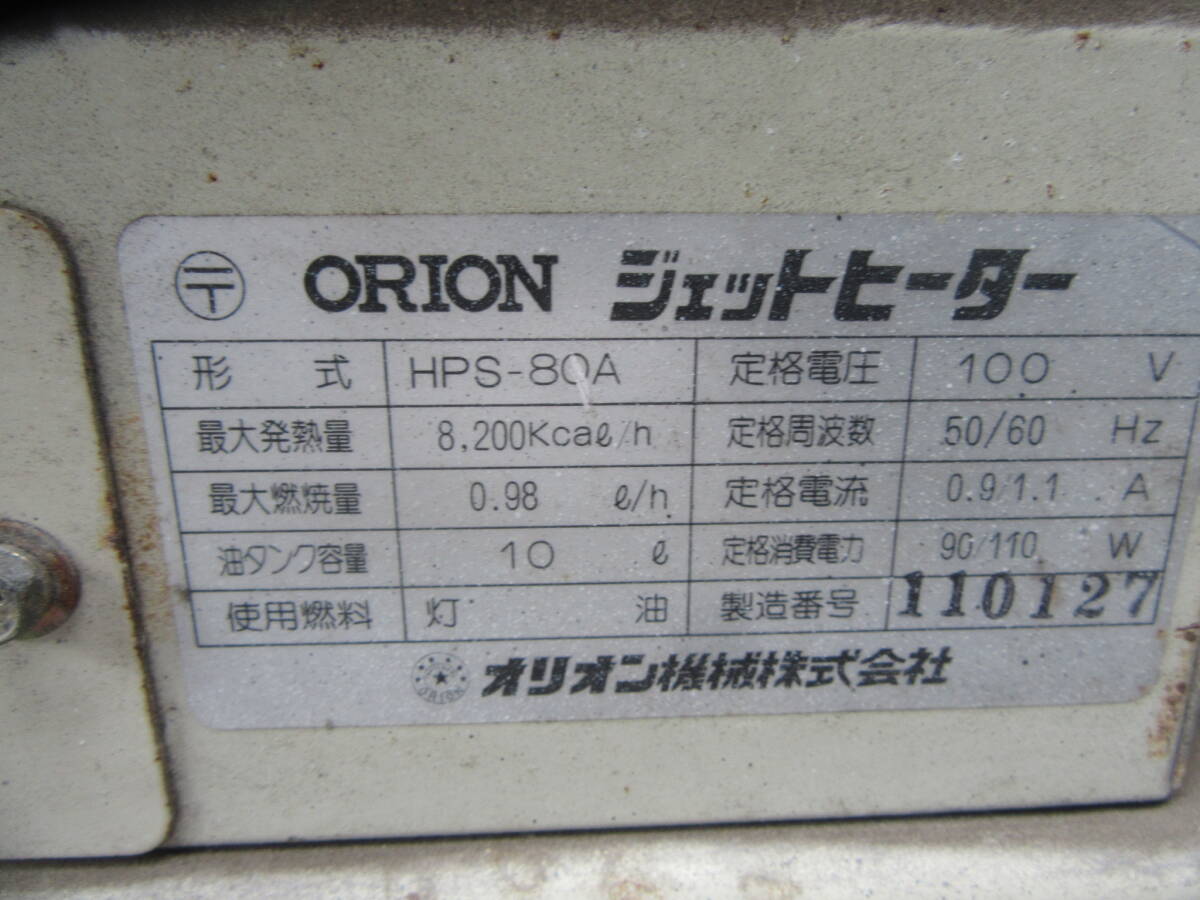 〒 ORION ジェットヒーター
形 式 HPS-80A 定格電圧 100 V
最大発熱量 8,200Kcaℓ/h 定格周波数 50/60 Hz
最大燃焼量 0.98 ℓ/h 定格電流 0.9/1.1 A
油タンク容量 10 ℓ 定格消費電力 90/110 W
使用燃料 灯 油 製造番号 110127
ORION オリオン機械株式会社